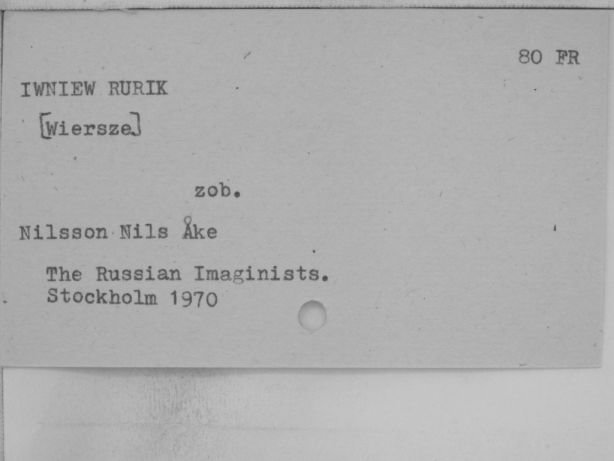 80 FR
IWNIEW RURIK
[Wiersze]
zob.
Nilsson Nils Åke
The Russian Imaginists.
Stockholm 1970